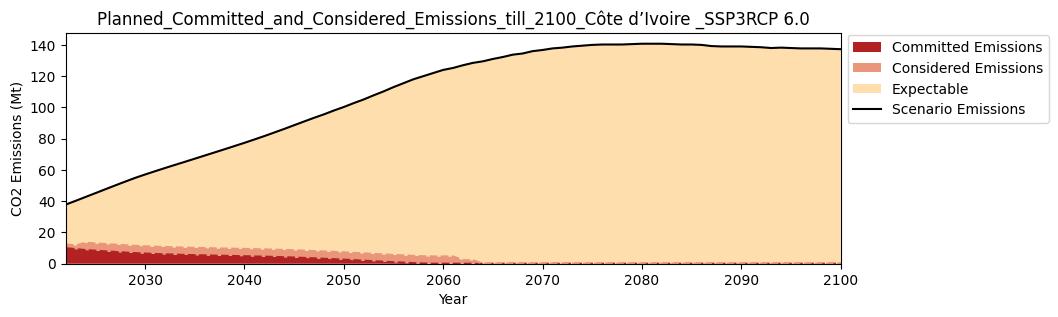 Planned_Committed_and_Considered_Emissions_till_2100_Côte d’Ivoire _SSP3RCP 6.0
CO2 Emissions (Mt)
140
120
100
80
60
40
20
0
2030 2040 2050 2060 2070 2080 2090 2100
Year
Committed Emissions
Considered Emissions
Expectable
Scenario Emissions